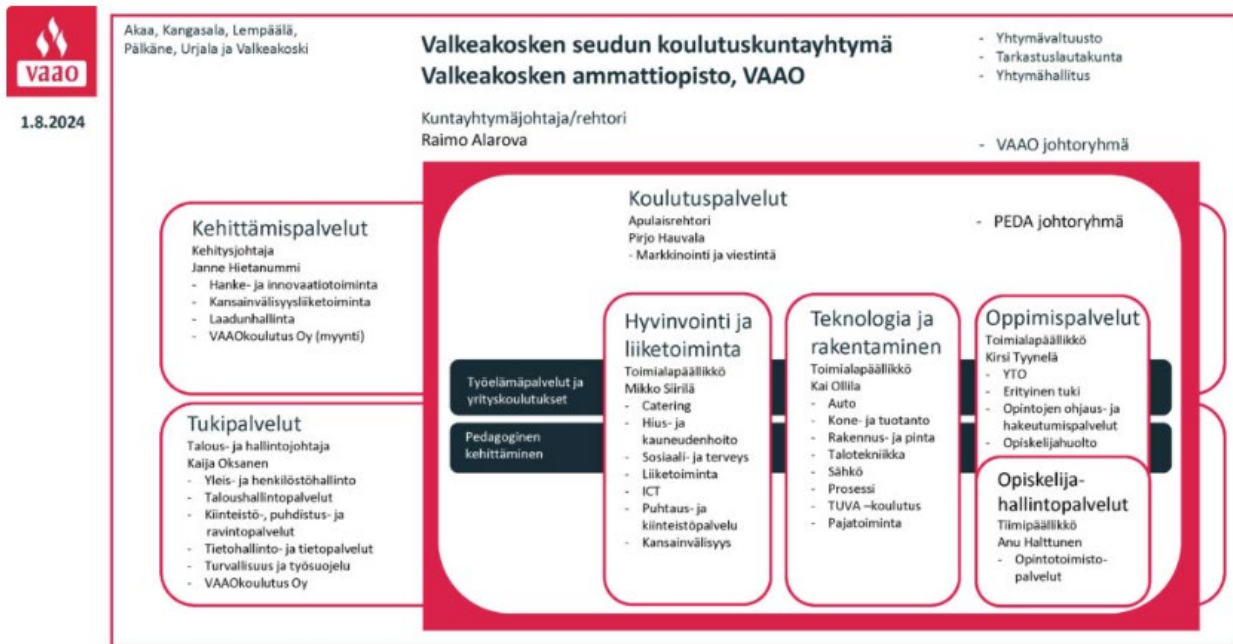 vaao
1.8.2024
Akaa, Kangasala, Lempäälä,
Pälkäne, Urjala ja Valkeakoski
Valkeakosken seudun koulutuskuntayhtymä
Valkeakosken ammattiopisto, VAAO
- Yhtymävaltuusto
- Tarkastuslautakunta
- Yhtymähallitus
Kuntayhtymäjohtaja/rehtori
Raimo Alarova
- VAAO johtoryhmä
Koulutuspalvelut
Apulaisrehtori
Pirjo Hauvala
- Markkinointi ja viestintä
- PEDA johtoryhmä
Kehittämispalvelut
Kehitysjohtaja
Janne Hietanummi
- Hanke- ja innovaatiotoiminta
- Kansainvälisyysliiketoiminta
- Laadunhallinta
- VAAOkoulutus Oy (myynti)
Tukipalvelut
Talous- ja hallintojohtaja
Kaija Oksanen
- Yleis- ja henkilöstöhallinto
- Taloushallintopalvelut
- Kiinteistö-, puhdistus- ja
ravintopalvelut
- Tietohallinto- ja tietopalvelut
- Turvallisuus ja työsuojelu
- VAAOkoulutus Oy
Työelämäpalvelut ja
yrityskoulutukset
Pedagoginen
kehittäminen
Hyvinvointi ja
liiketoiminta
Toimialapäällikkö
Mikko Siirilä
- Catering
- Hius- ja
kauneudenhoito
- Sosiaali- ja terveys
- Liiketoiminta
- ICT
- Puhtaus- ja
kiinteistöpalvelu
- Kansainvälisyys
Teknologia ja
rakentaminen
Toimialapäällikkö
Kai Ollila
- Auto
- Kone- ja tuotanto
- Rakennus- ja pinta
- Talotekniikka
- Sähkö
- Prosessi
- TUVA –koulutus
- Pajatoiminta
Oppimispalvelut
Toimialapäällikkö
Kirsi Tyynelä
- YTO
- Erityinen tuki
- Opintojen ohjaus- ja
hakeutumispalvelut
- Opiskelijahuolto
Opiskelija-
hallintopalvelut
Tiimipäällikkö
Anu Halttunen
- Opintotoimisto-
palvelut